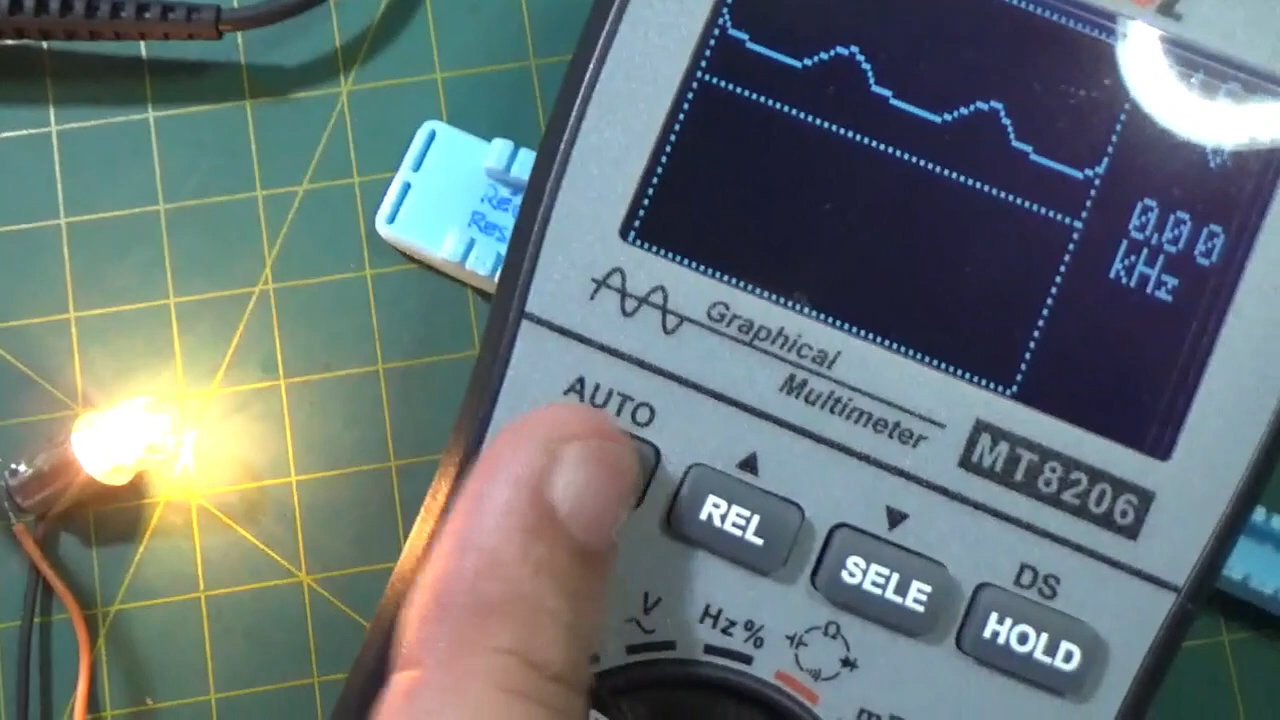 0.00
kHz
Graphical
Multimeter
MT8206
AUTO
REL
SELE
DS
HOLD
V
Hz%
Ω